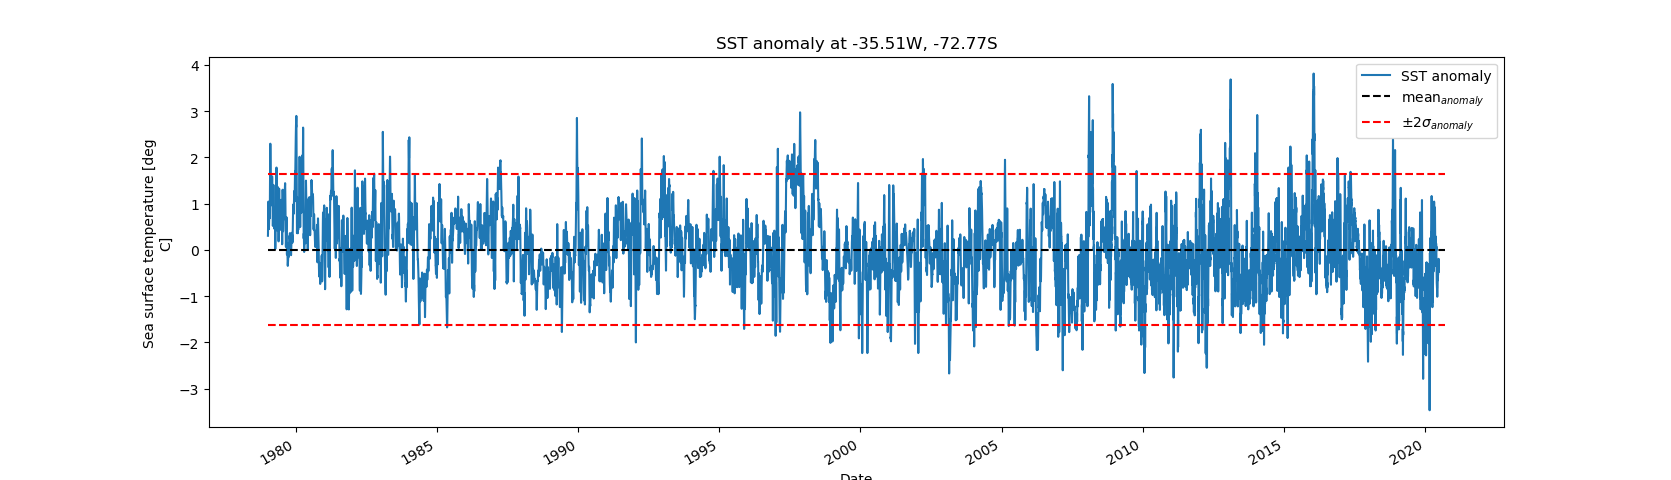 SST anomaly at -35.51W, -72.77S
Sea surface temperature [deg
C]
4
3
2
1
0
−1
−2
−3
SST anomaly
mean_anomaly
±2σ_anomaly
1980 1985 1990 1995 2000 2005 2010 2015 2020
Date